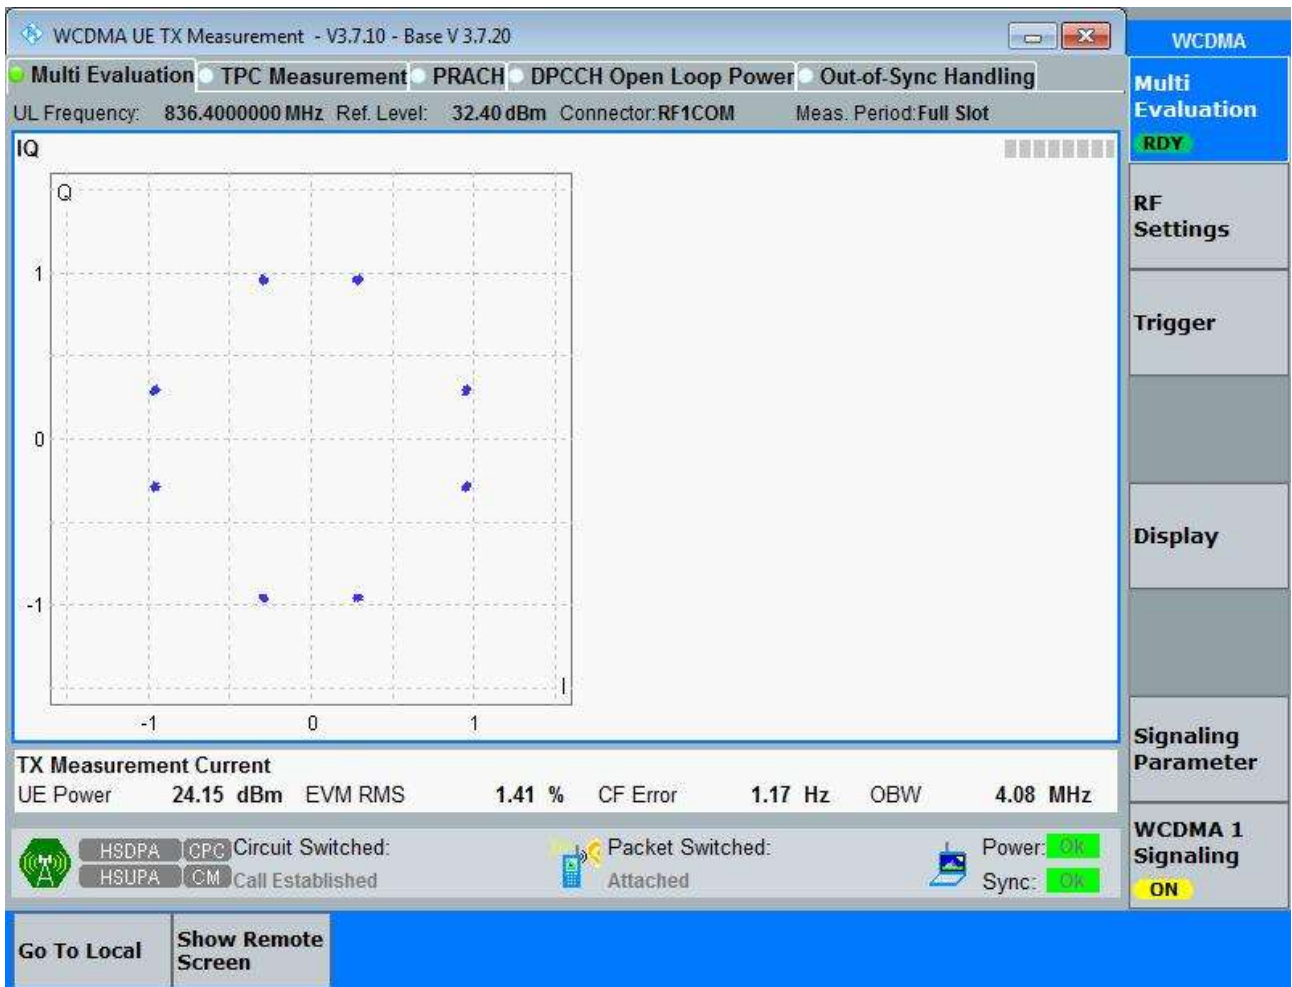 WCDMA UE TX Measurement - V3.7.10 - Base V 3.7.20
WCDMA
Multi Evaluation TPC Measurement PRACH DPCCH Open Loop Power Out-of-Sync Handling
UL Frequency: 836.4000000 MHz Ref. Level: 32.40 dBm Connector: RF1COM Meas. Period: Full Slot
Multi
Evaluation
RDY
IQ
Q
1
0
-1
I
-1 0 1
RF
Settings
Trigger
Display
Signaling
Parameter
WCDMA 1
Signaling
ON
TX Measurement Current
UE Power 24.15 dBm EVM RMS 1.41 % CF Error 1.17 Hz OBW 4.08 MHz
HSDPA CPC Circuit Switched: Packet Switched: Power: Ok
HSUPA CM Call Established Attached Sync: Ok
Go To Local
Show Remote
Screen